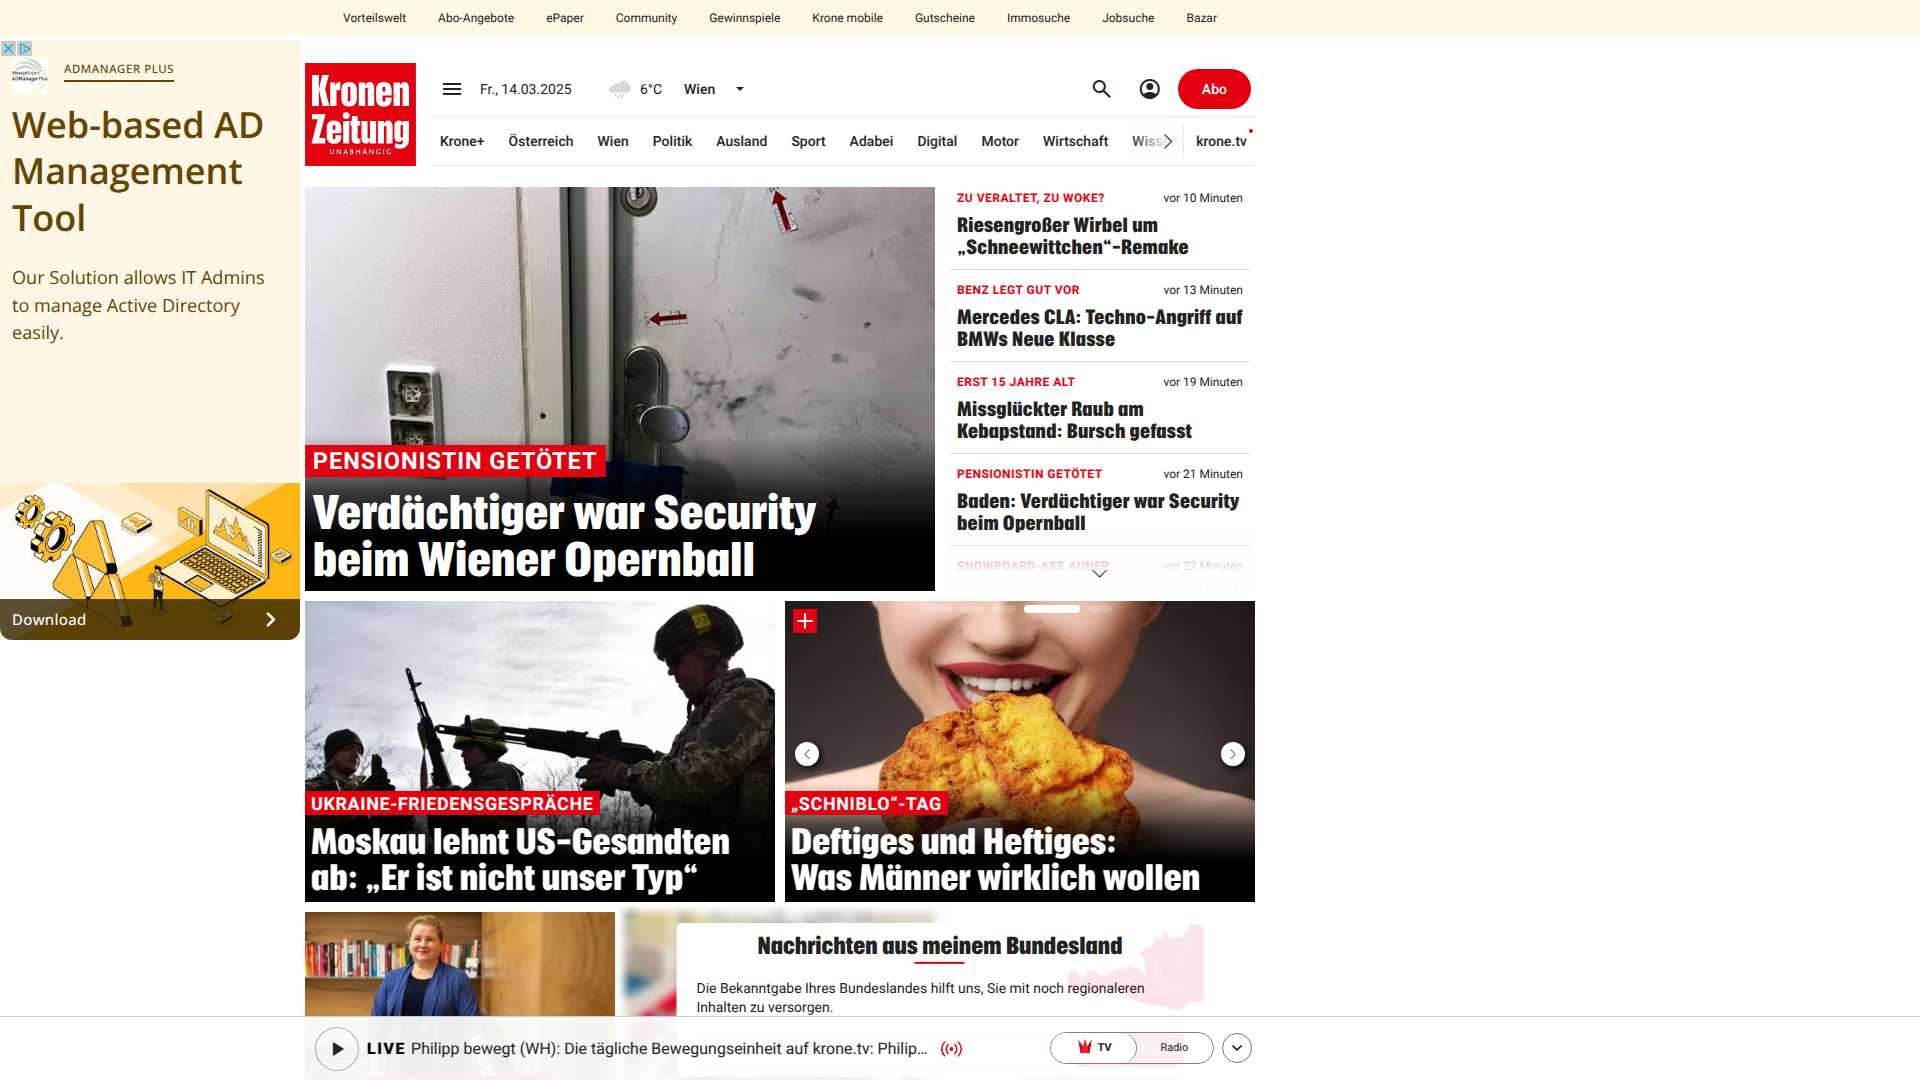 Vorteilswelt Abo-Angebote ePaper Community Gewinnspiele Krone mobile Gutscheine Immosuche Jobsuche Bazar
ADMANAGER PLUS
Web-based AD
Management
Tool
Our Solution allows IT Admins
to manage Active Directory
easily.
Download
Kronen
Zeitung
UNABHÄNGIG
Fr., 14.03.2025 6°C Wien
Abo
Krone+ Österreich Wien Politik Ausland Sport Adabei Digital Motor Wirtschaft krone.tv
PENSIONISTIN GETÖTET
Verdächtiger war Security
beim Wiener Opernball
ZU VERALTET, ZU WOKE? vor 10 Minuten
Riesengroßer Wirbel um
„Schneewittchen“-Remake
BENZ LEGT GUT VOR vor 13 Minuten
Mercedes CLA: Techno-Angriff auf
BMWs Neue Klasse
ERST 15 JAHRE ALT vor 19 Minuten
Missglückter Raub am
Kebapstand: Bursch gefasst
PENSIONISTIN GETÖTET vor 21 Minuten
Baden: Verdächtiger war Security
beim Opernball
SNOWBOARD-ASS AUNER vor 22 Minuten
UKRAINE-FRIEDENSGESPRÄCHE
Moskau lehnt US-Gesandten
ab: „Er ist nicht unser Typ“
„SCHNIBLO“-TAG
Deftiges und Heftiges:
Was Männer wirklich wollen
Nachrichten aus meinem Bundesland
Die Bekanntgabe Ihres Bundeslandes hilft uns, Sie mit noch regionaleren
Inhalten zu versorgen.
LIVE Philipp bewegt (WH): Die tägliche Bewegungseinheit auf krone.tv: Philip...
TV Radio